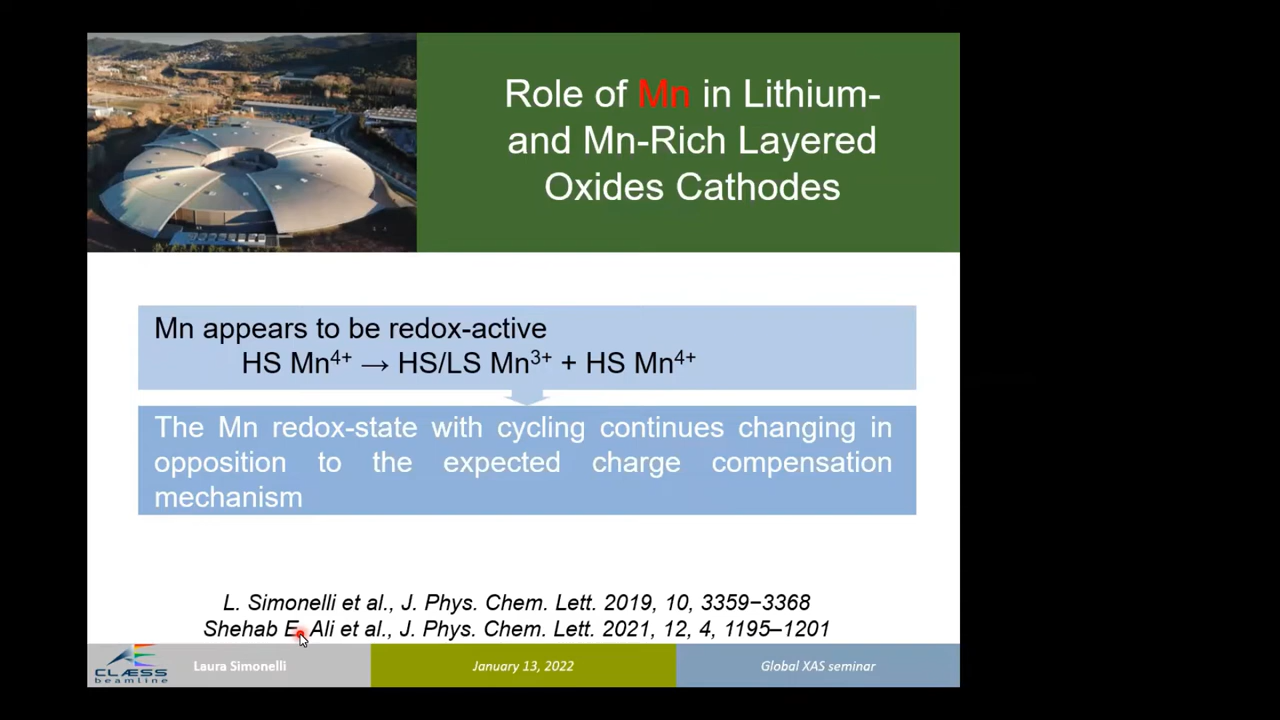 Role of Mn in Lithium-
and Mn-Rich Layered
Oxides Cathodes
Mn appears to be redox-active
HS Mn⁴⁺ → HS/LS Mn³⁺ + HS Mn⁴⁺
The Mn redox-state with cycling continues changing in
opposition to the expected charge compensation
mechanism
L. Simonelli et al., J. Phys. Chem. Lett. 2019, 10, 3359−3368
Shehab E. Ali et al., J. Phys. Chem. Lett. 2021, 12, 4, 1195–1201
CLÆSS
beamline
Laura Simonelli
January 13, 2022
Global XAS seminar